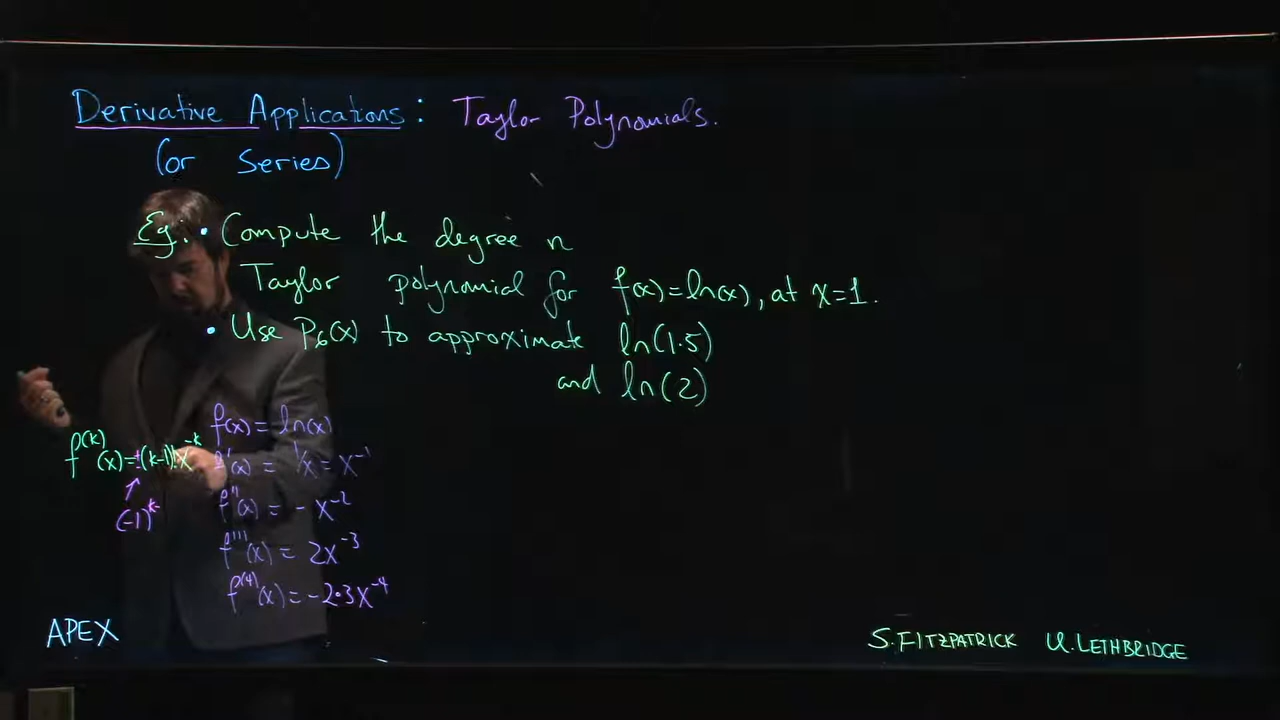 Derivative Applications: Taylor Polynomials.
(or Series)
Eg: • Compute the degree n
Taylor polynomial for f(x)=ln(x), at x=1.
• Use P₆(x) to approximate ln(1.5)
and ln(2)
f(x) = ln(x)
f⁽ᵏ⁾(x)=±(k-1)!x⁻ᵏ
f'(x) = 1/x = x⁻¹
f''(x) = - x⁻²
(-1)ᵏ
f'''(x) = 2x⁻³
f⁽⁴⁾(x) = -2·3x⁻⁴
APEX
S. FITZPATRICK U. LETHBRIDGE